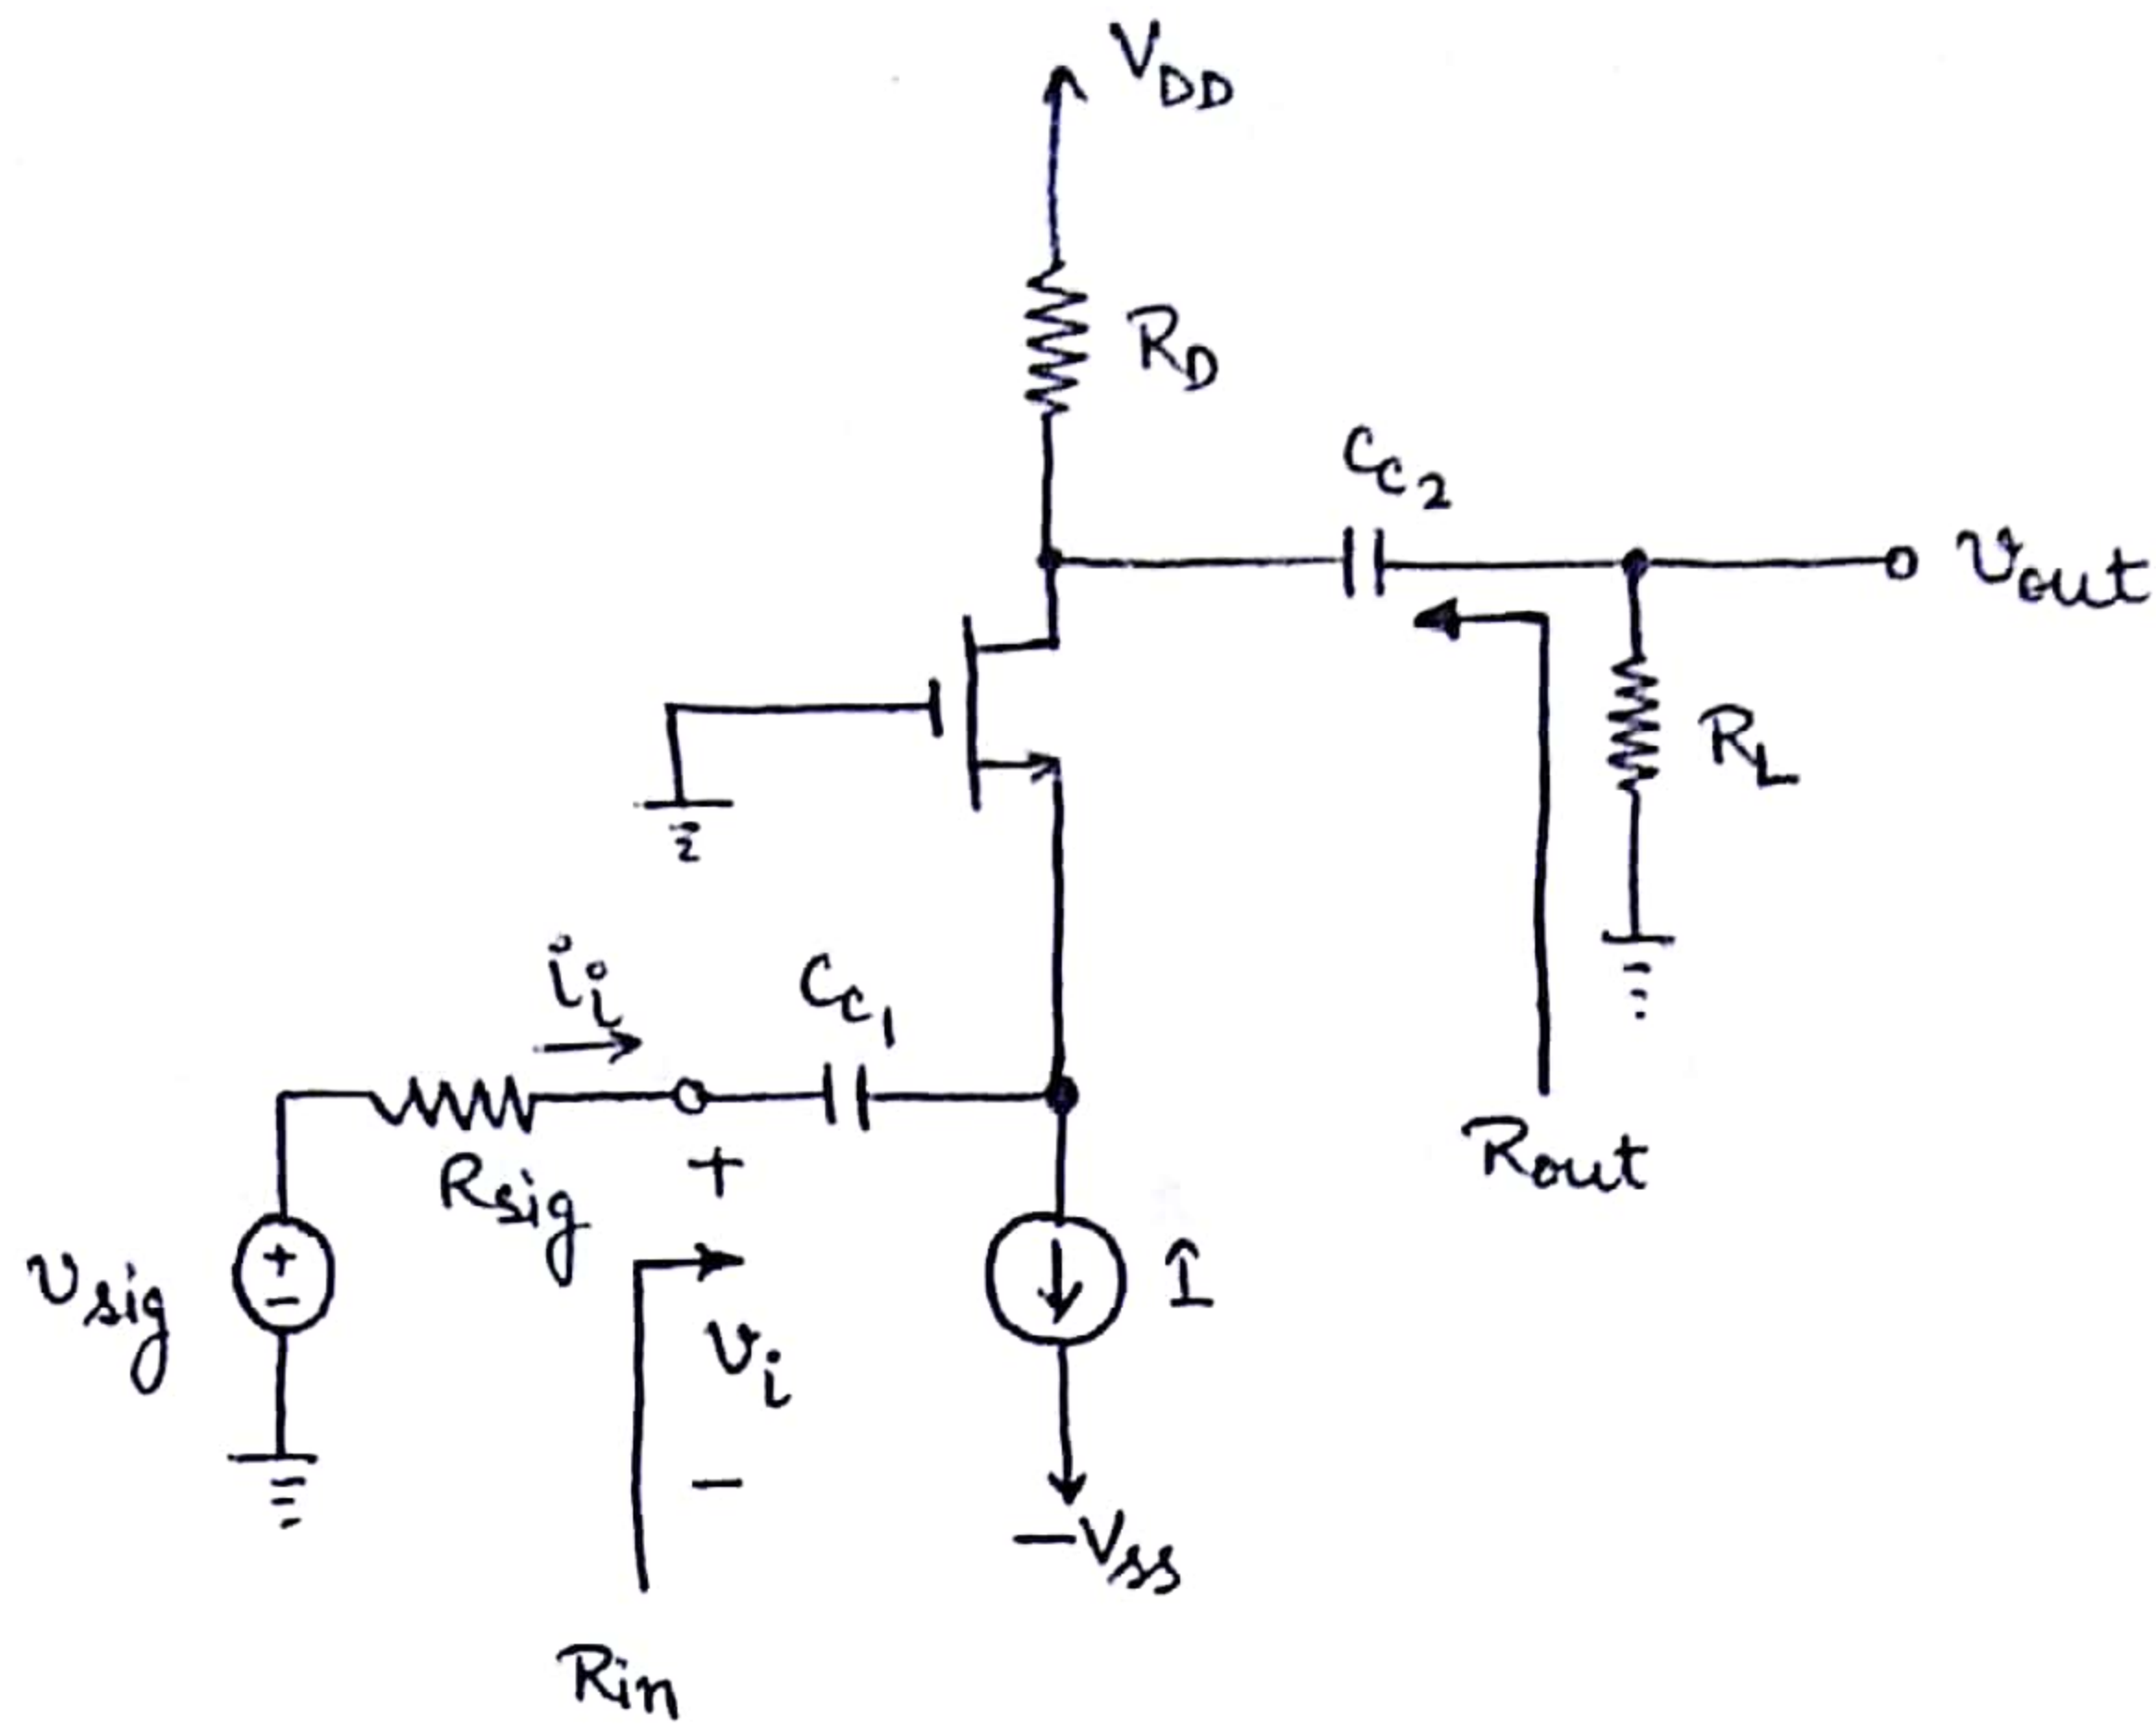 VDD
RD
CC2
vout
RL
ii
CC1
Rsig
+
Rout
vsig
+
−
I
vi
−
−VSS
Rin